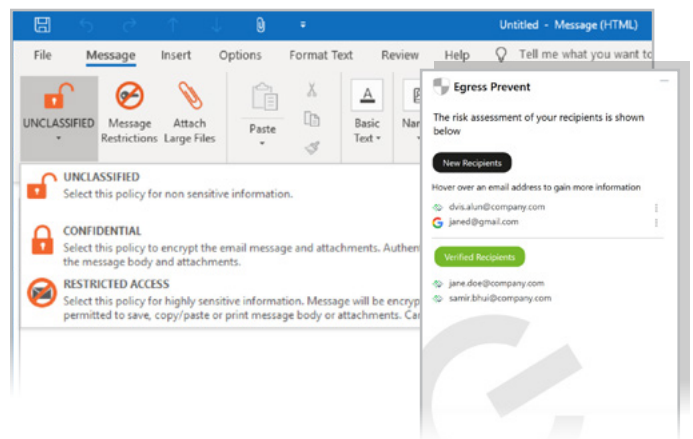 Untitled - Message (HTML)
File Message Insert Options Format Text Review Help Tell me what you want to
UNCLASSIFIED
Message Restrictions
Attach Large Files
Paste
Basic Text
UNCLASSIFIED
Select this policy for non sensitive information.
CONFIDENTIAL
Select this policy to encrypt the email message and attachments.
the message body and attachments.
RESTRICTED ACCESS
Select this policy for highly sensitive information. Message will be
permitted to save, copy/paste or print message body or attachments.
Egress Prevent
The risk assessment of your recipients is shown
below
New Recipients
Hover over an email address to gain more information
dvis.alun@company.com
janed@gmail.com
Verified Recipients
jane.doe@company.com
samir.bhui@company.com